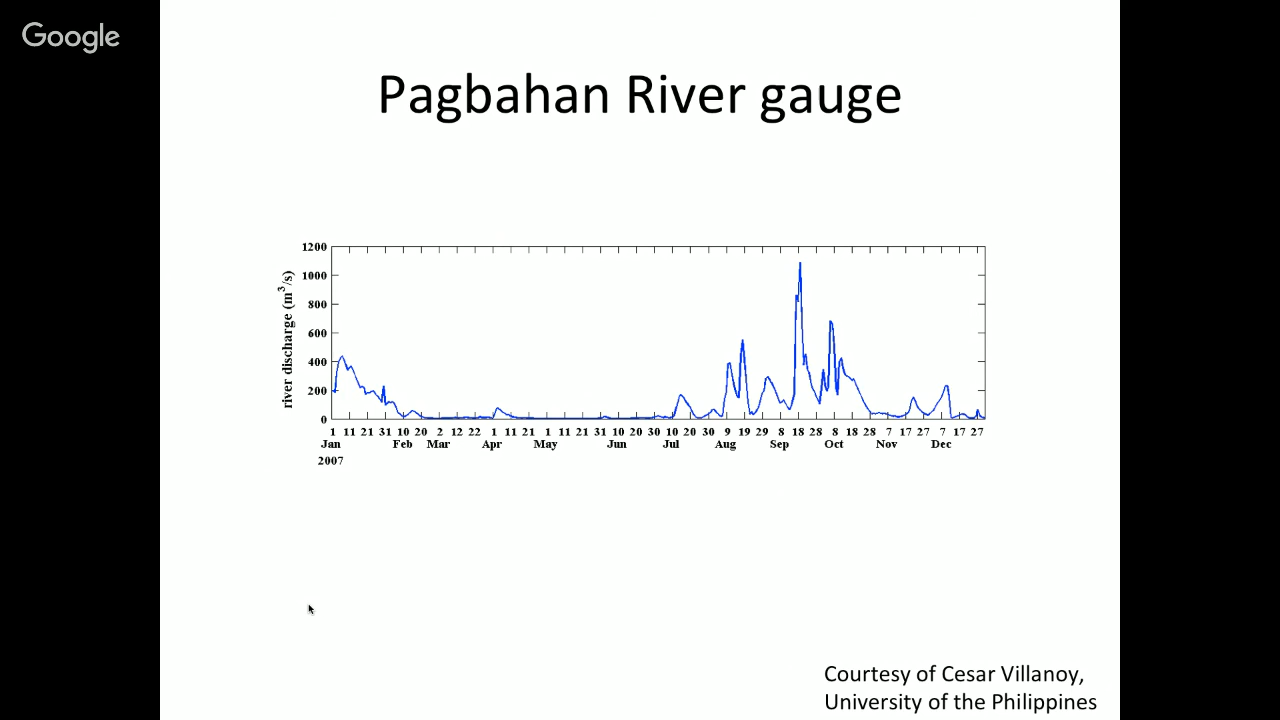 Google
Pagbahan River gauge
1200
1000
800
600
400
200
0
river discharge (m³/s)
1 11 21 31 10 20 2 12 22 1 11 21 1 11 21 31 10 20 30 10 20 30 9 19 29 8 18 28 8 18 28 7 17 27 7 17 27
Jan Feb Mar Apr May Jun Jul Aug Sep Oct Nov Dec
2007
Courtesy of Cesar Villanoy,
University of the Philippines